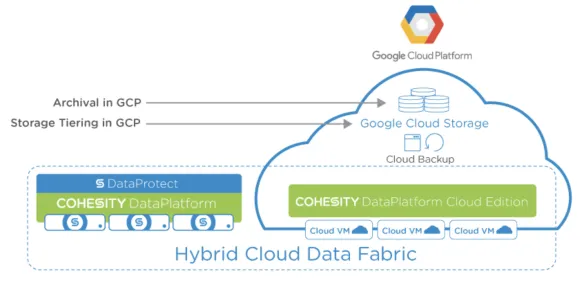 Google Cloud Platform
Archival in GCP
Storage Tiering in GCP
Google Cloud Storage
Cloud Backup
DataProtect
COHESITY DataPlatform
COHESITY DataPlatform Cloud Edition
Cloud VM Cloud VM Cloud VM
Hybrid Cloud Data Fabric